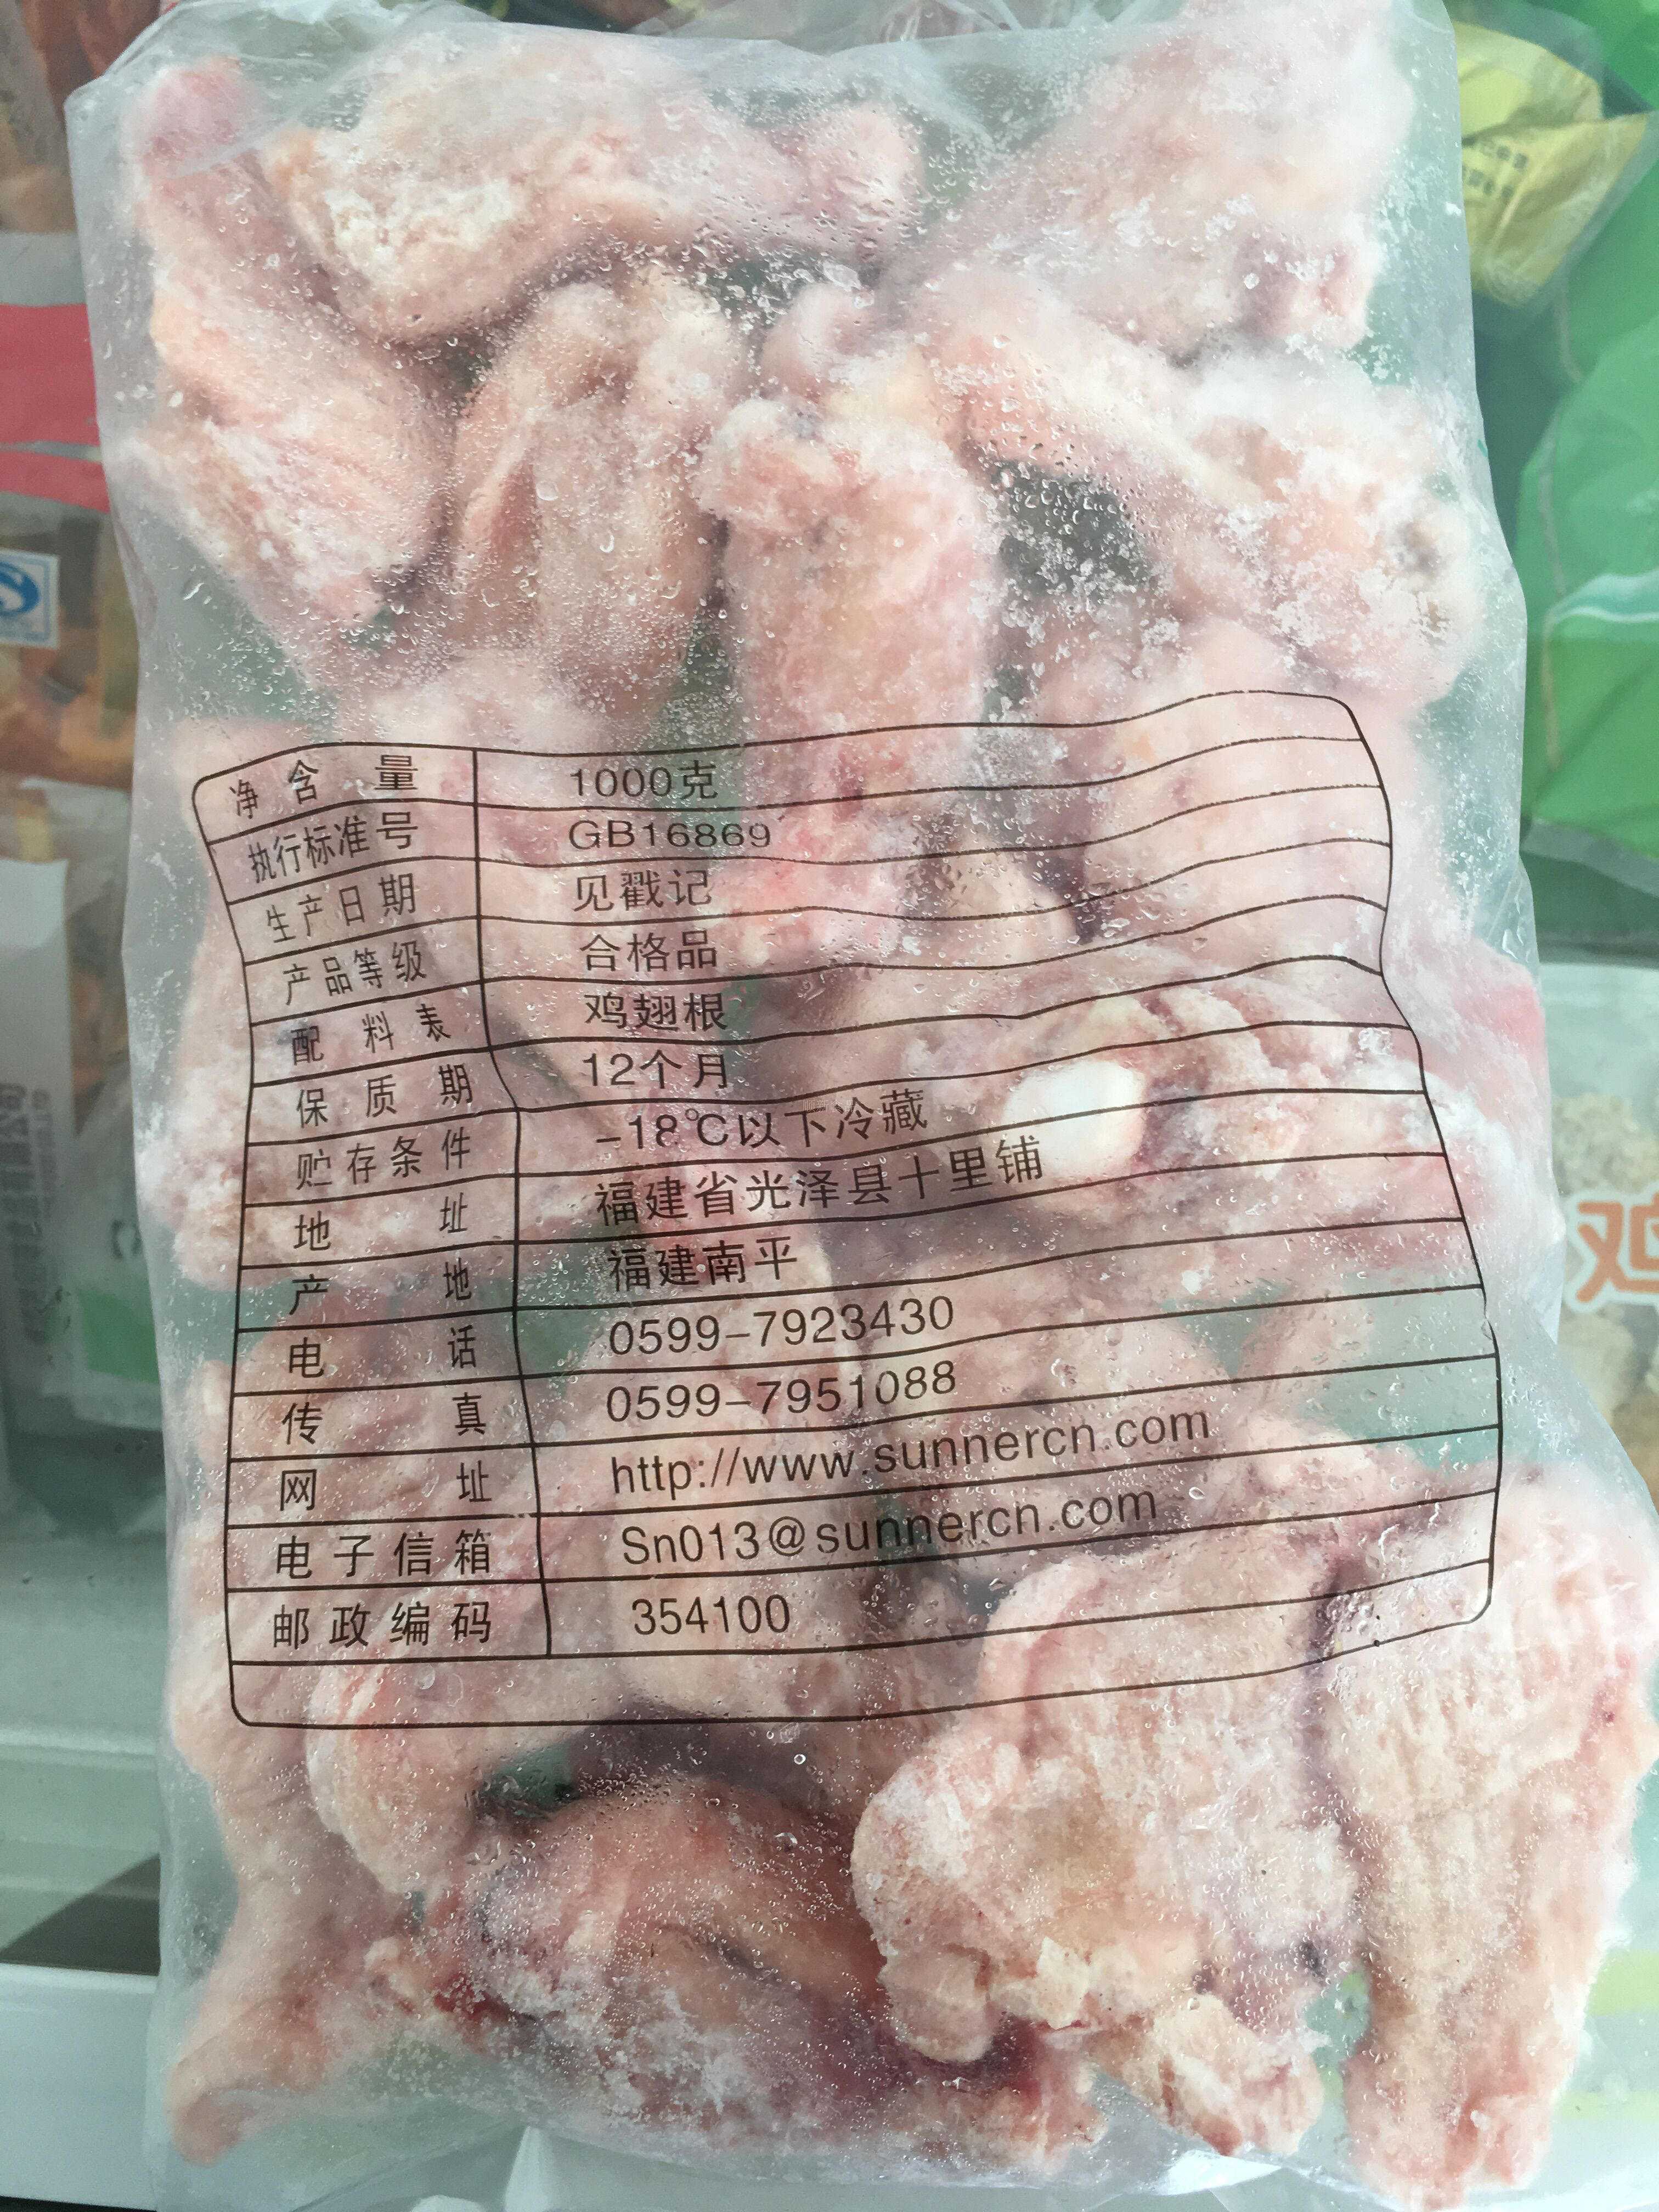 净含量 1000克
执行标准号 GB16869
生产日期 见戳记
产品等级 合格品
配料表 鸡翅根
保质期 12个月
贮存条件 -18℃以下冷藏
地址 福建省光泽县十里铺
产地 福建南平
电话 0599-7923430
传真 0599-7951088
网址 http://www.sunnercn.com
电子信箱 Sn013@sunnercn.com
邮政编码 354100
鸡